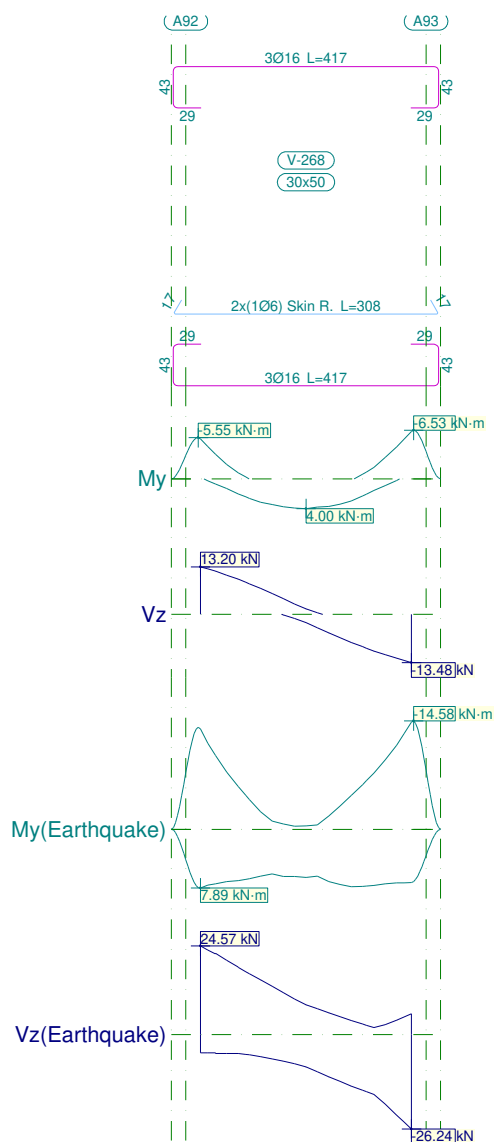 A92 A93
3Ø16 L=417
43 43
29 29
V-268
30x50
17 17
2x(1Ø6) Skin R. L=308
29 29
43 43
3Ø16 L=417
-5.55 kN·m -6.53 kN·m
My
4.00 kN·m
13.20 kN
Vz
-13.48 kN
-14.58 kN·m
My(Earthquake)
7.89 kN·m
24.57 kN
Vz(Earthquake)
-26.24 kN